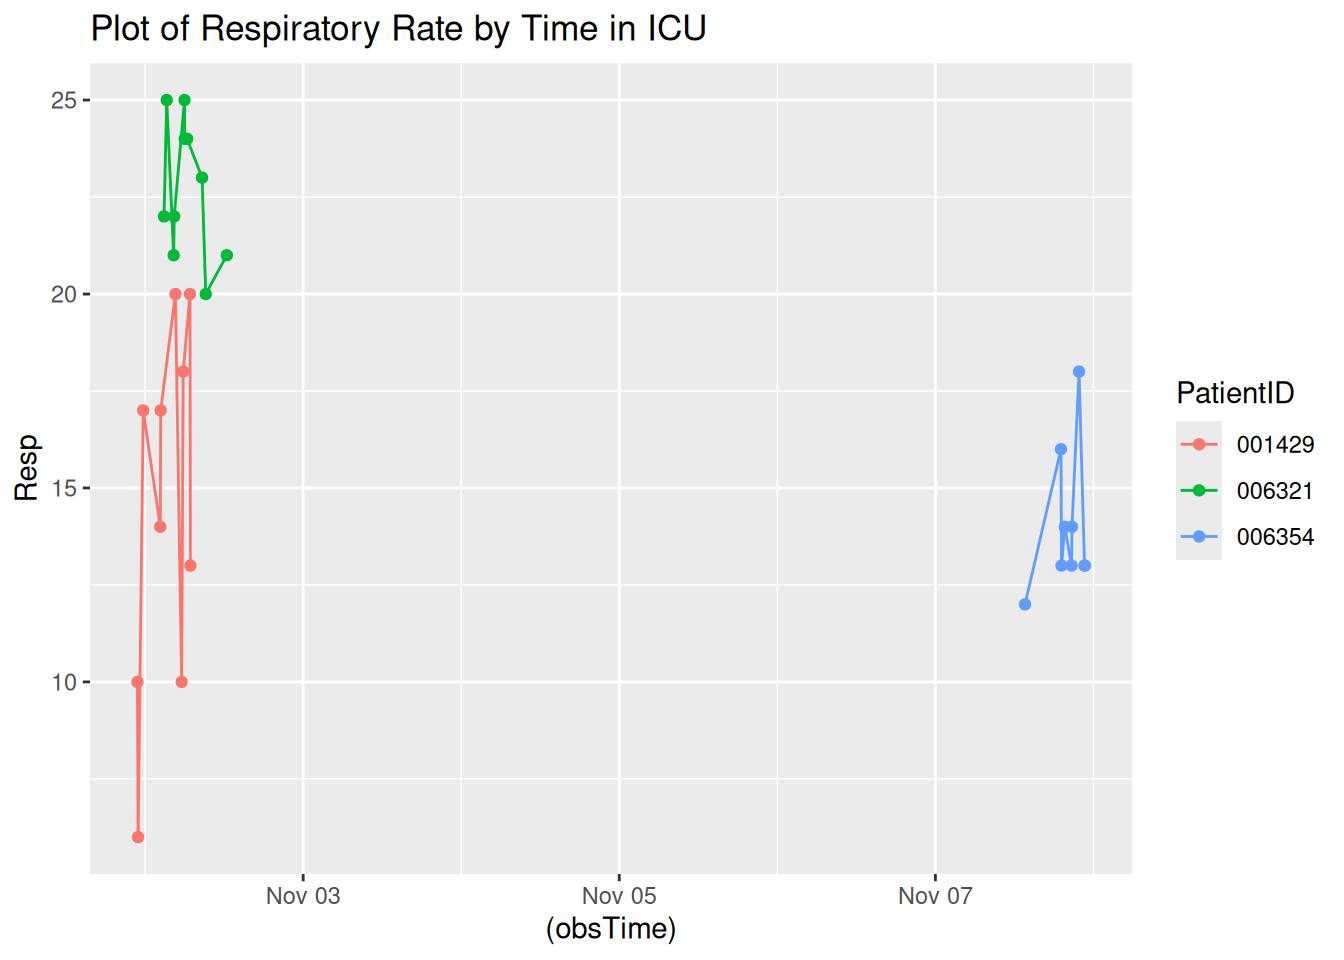 Plot of Respiratory Rate by Time in ICU
25
20
15
10
Resp
Nov 03
Nov 05
Nov 07
(obsTime)
PatientID
001429
006321
006354